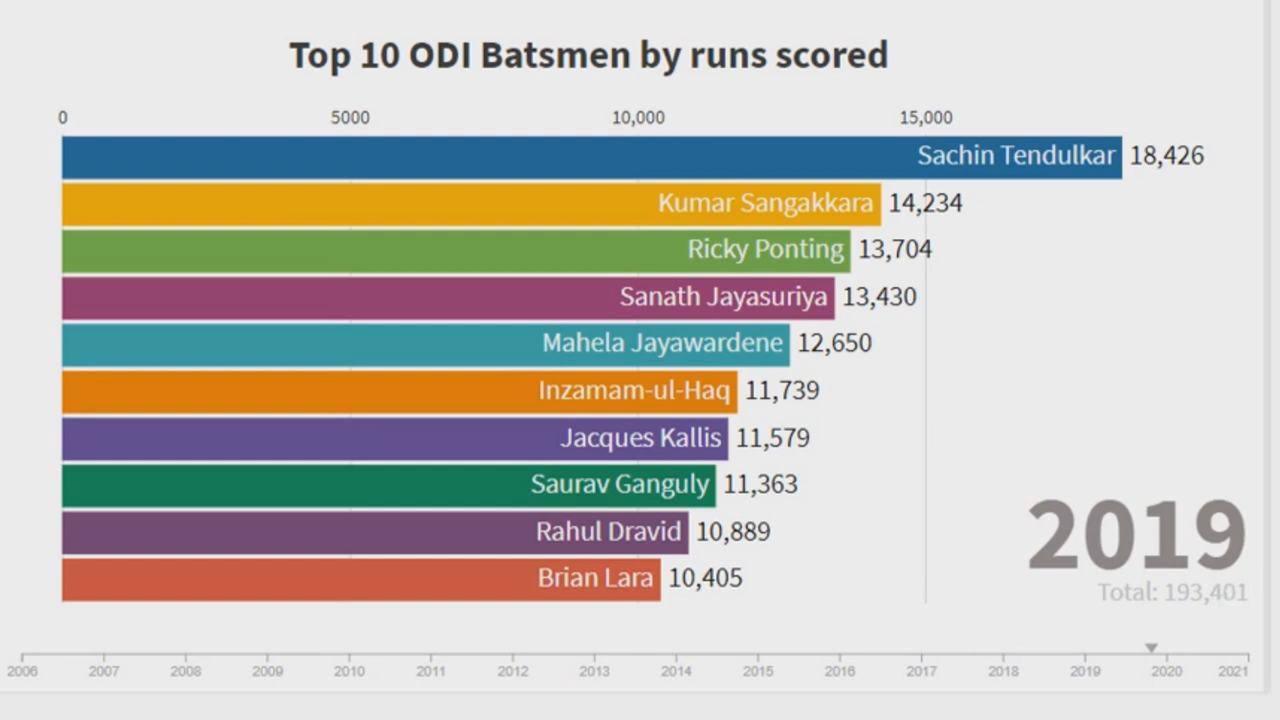 Top 10 ODI Batsmen by runs scored
0 5000 10,000 15,000
Sachin Tendulkar 18,426
Kumar Sangakkara 14,234
Ricky Ponting 13,704
Sanath Jayasuriya 13,430
Mahela Jayawardene 12,650
Inzamam-ul-Haq 11,739
Jacques Kallis 11,579
Saurav Ganguly 11,363
Rahul Dravid 10,889
Brian Lara 10,405
2019
Total: 193,401
2006 2007 2008 2009 2010 2011 2012 2013 2014 2015 2016 2017 2018 2019 2020 2021